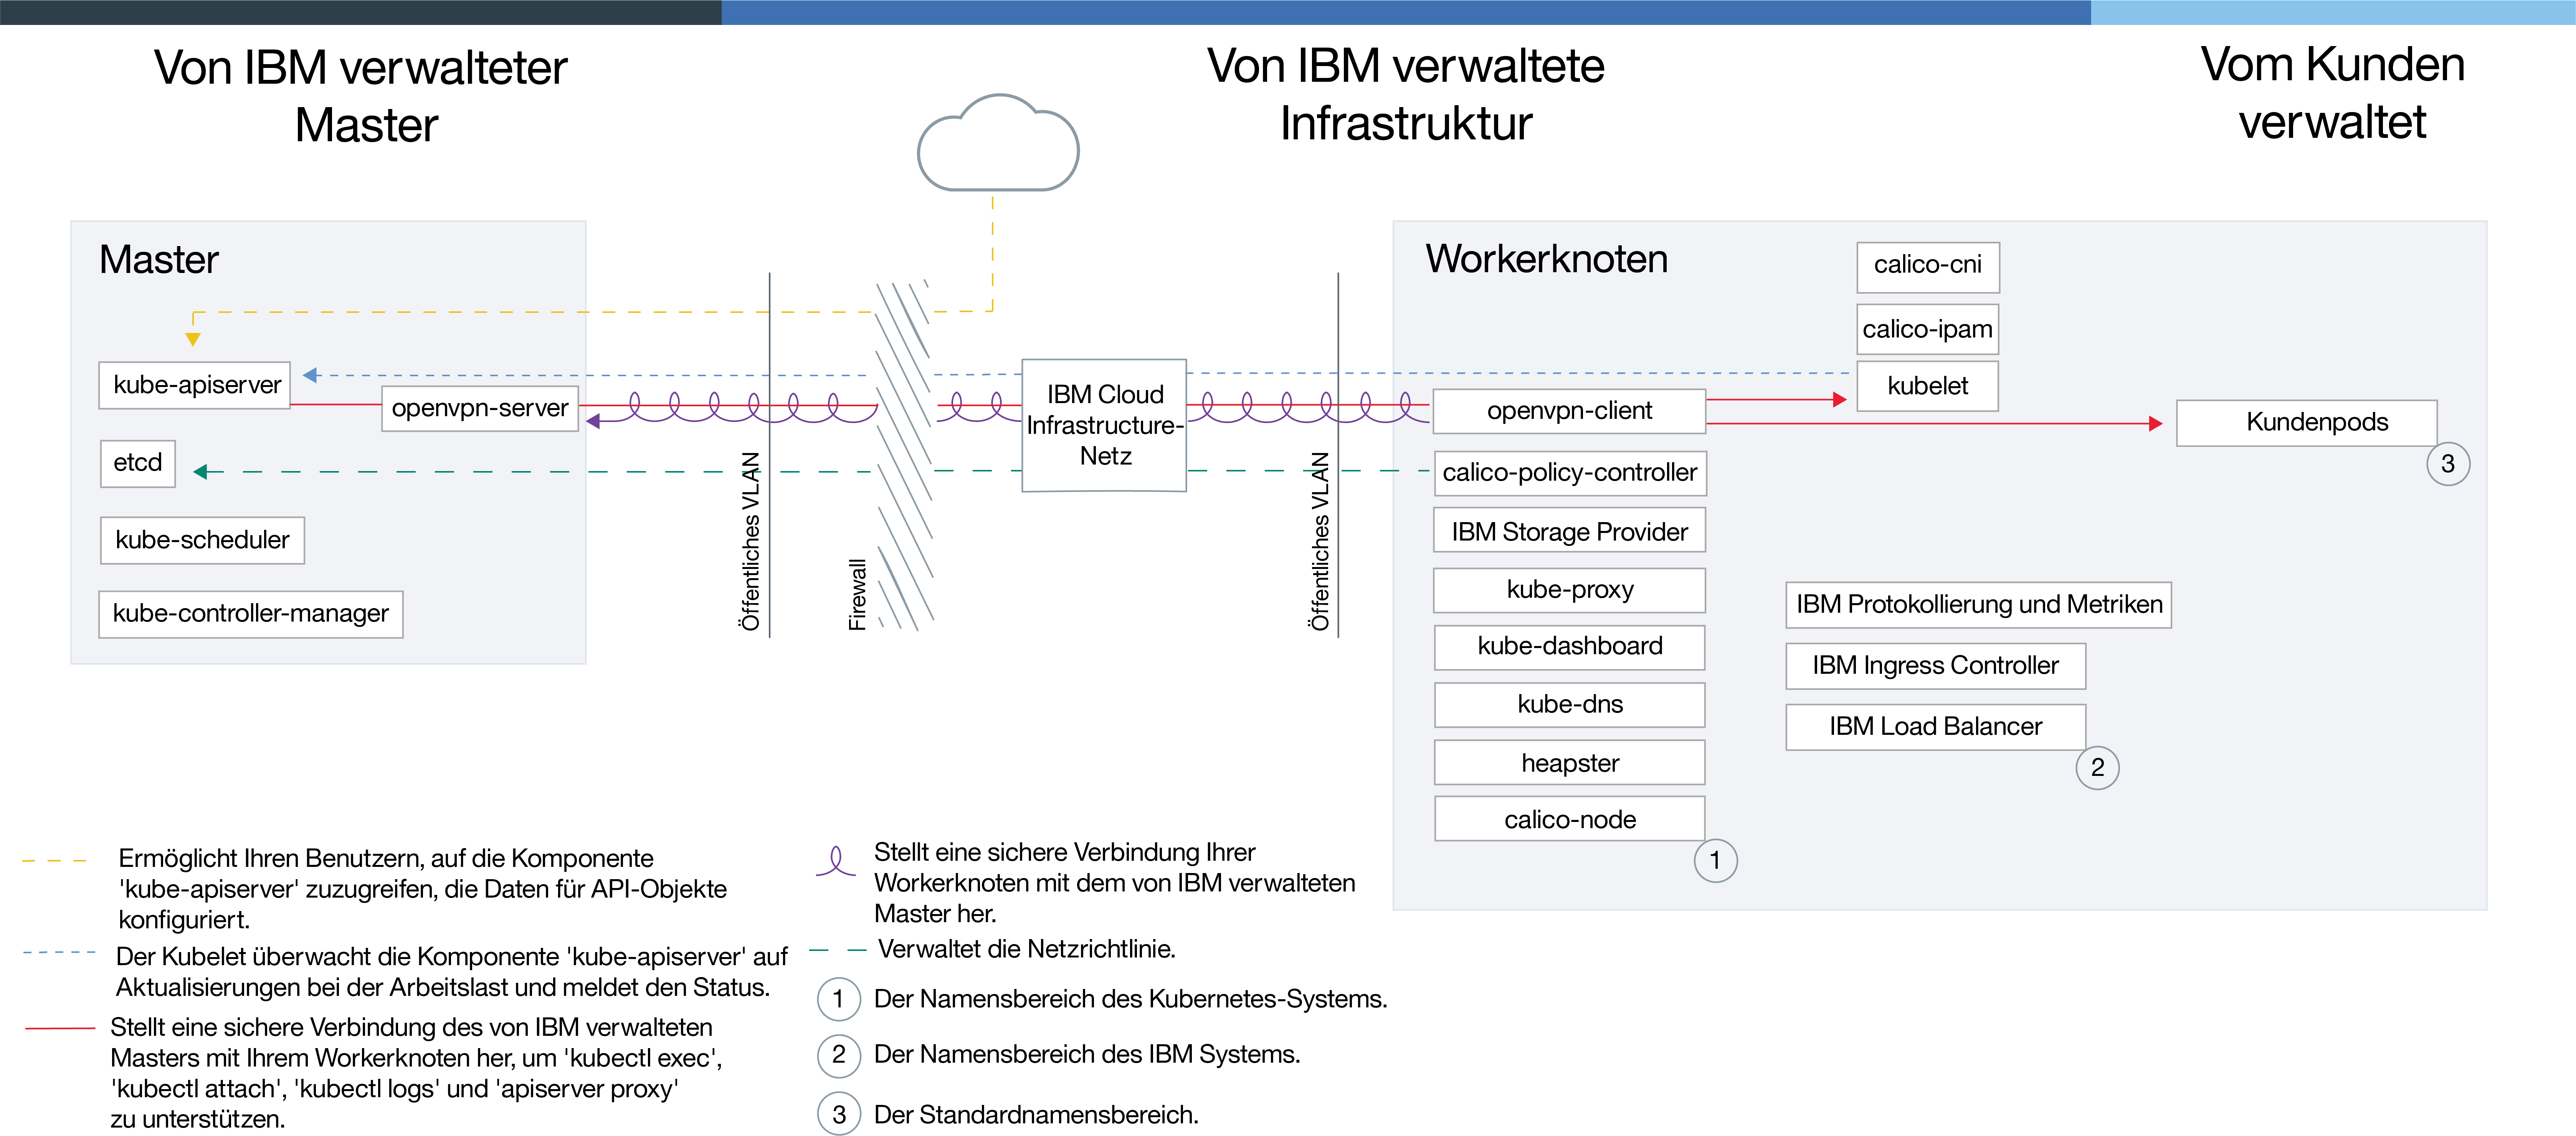 Von IBM verwalteter
Master
Von IBM verwaltete
Infrastruktur
Vom Kunden
verwaltet
Master
kube-apiserver
openvpn-server
etcd
kube-scheduler
kube-controller-manager
Öffentliches VLAN
Firewall
IBM Cloud
Infrastructure-
Netz
Öffentliches VLAN
Workerknoten
calico-cni
calico-ipam
kubelet
openvpn-client
Kundenpods
3
calico-policy-controller
IBM Storage Provider
kube-proxy
kube-dashboard
kube-dns
heapster
calico-node
1
IBM Protokollierung und Metriken
IBM Ingress Controller
IBM Load Balancer
2
Ermöglicht Ihren Benutzern, auf die Komponente
'kube-apiserver' zuzugreifen, die Daten für API-Objekte
konfiguriert.
Der Kubelet überwacht die Komponente 'kube-apiserver' auf
Aktualisierungen bei der Arbeitslast und meldet den Status.
Stellt eine sichere Verbindung des von IBM verwalteten
Masters mit Ihrem Workerknoten her, um 'kubectl exec',
'kubectl attach', 'kubectl logs' und 'apiserver proxy'
zu unterstützen.
Stellt eine sichere Verbindung Ihrer
Workerknoten mit dem von IBM verwalteten
Master her.
Verwaltet die Netzrichtlinie.
1 Der Namensbereich des Kubernetes-Systems.
2 Der Namensbereich des IBM Systems.
3 Der Standardnamensbereich.